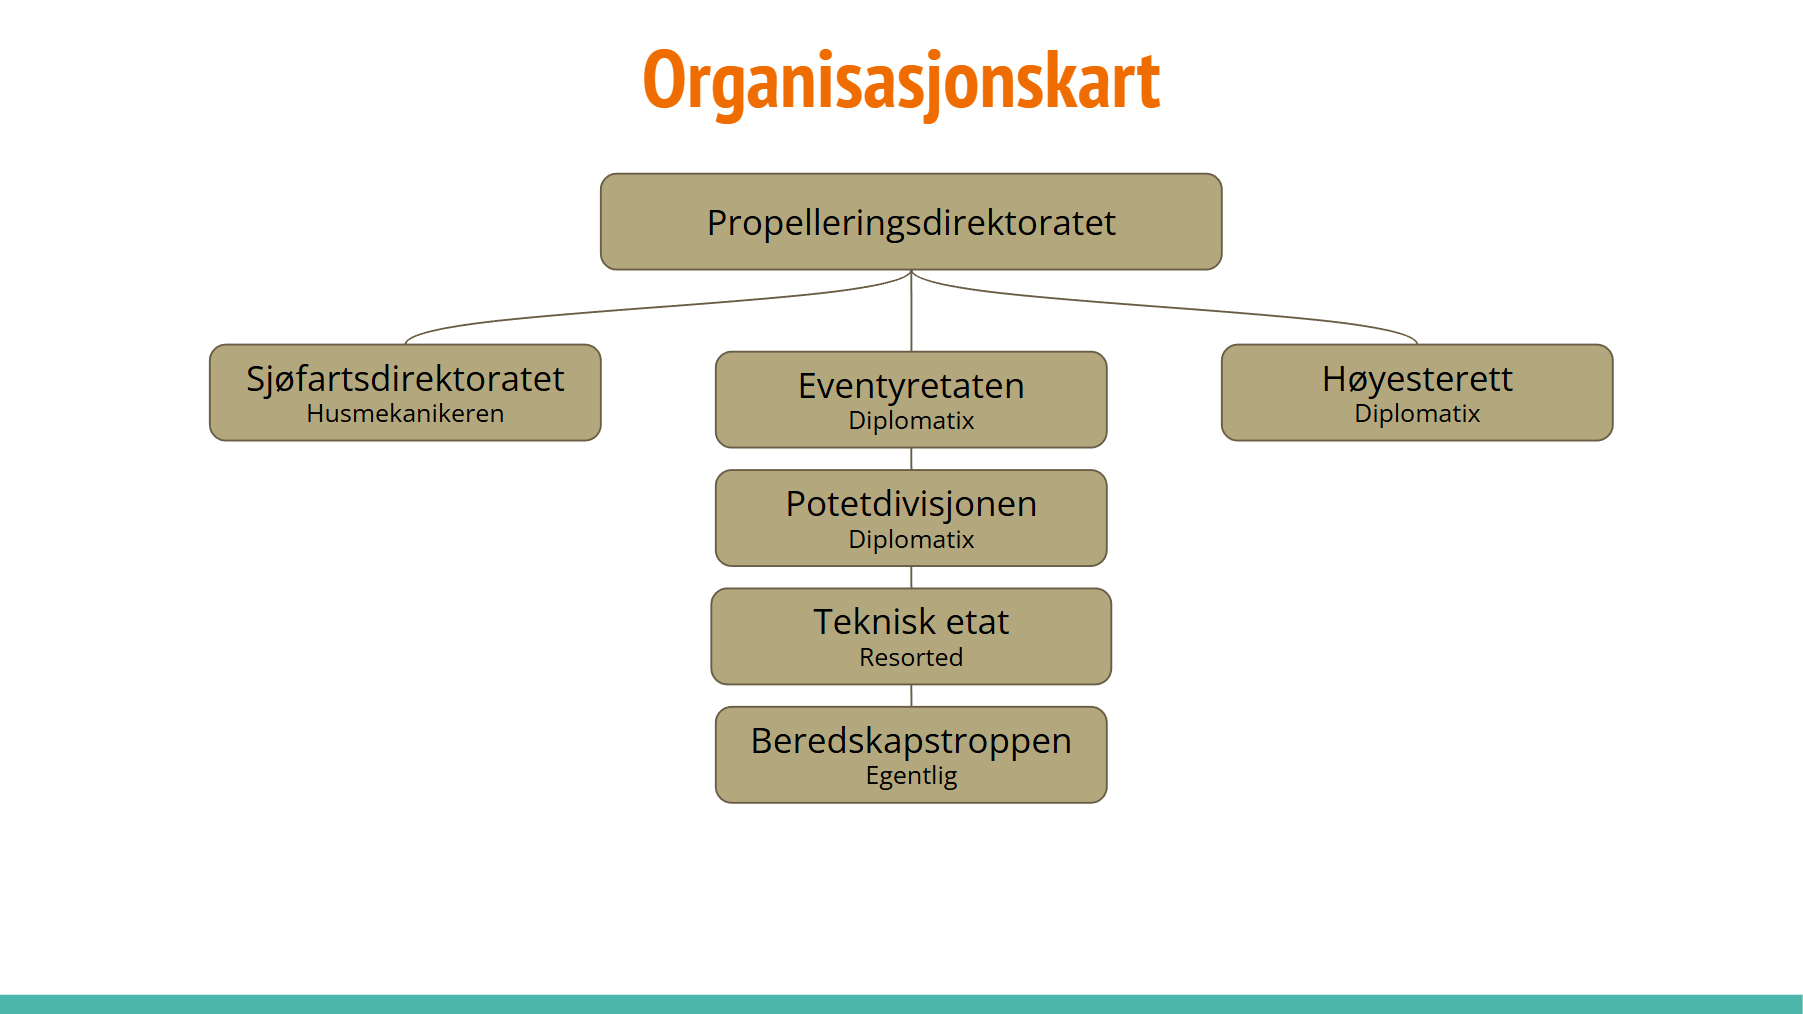 Organisasjonskart
Propelleringsdirektoratet
Sjøfartsdirektoratet
Husmekanikeren
Eventyretaten
Diplomatix
Høyesterett
Diplomatix
Potetdivisjonen
Diplomatix
Teknisk etat
Resorted
Beredskapstroppen
Egentlig